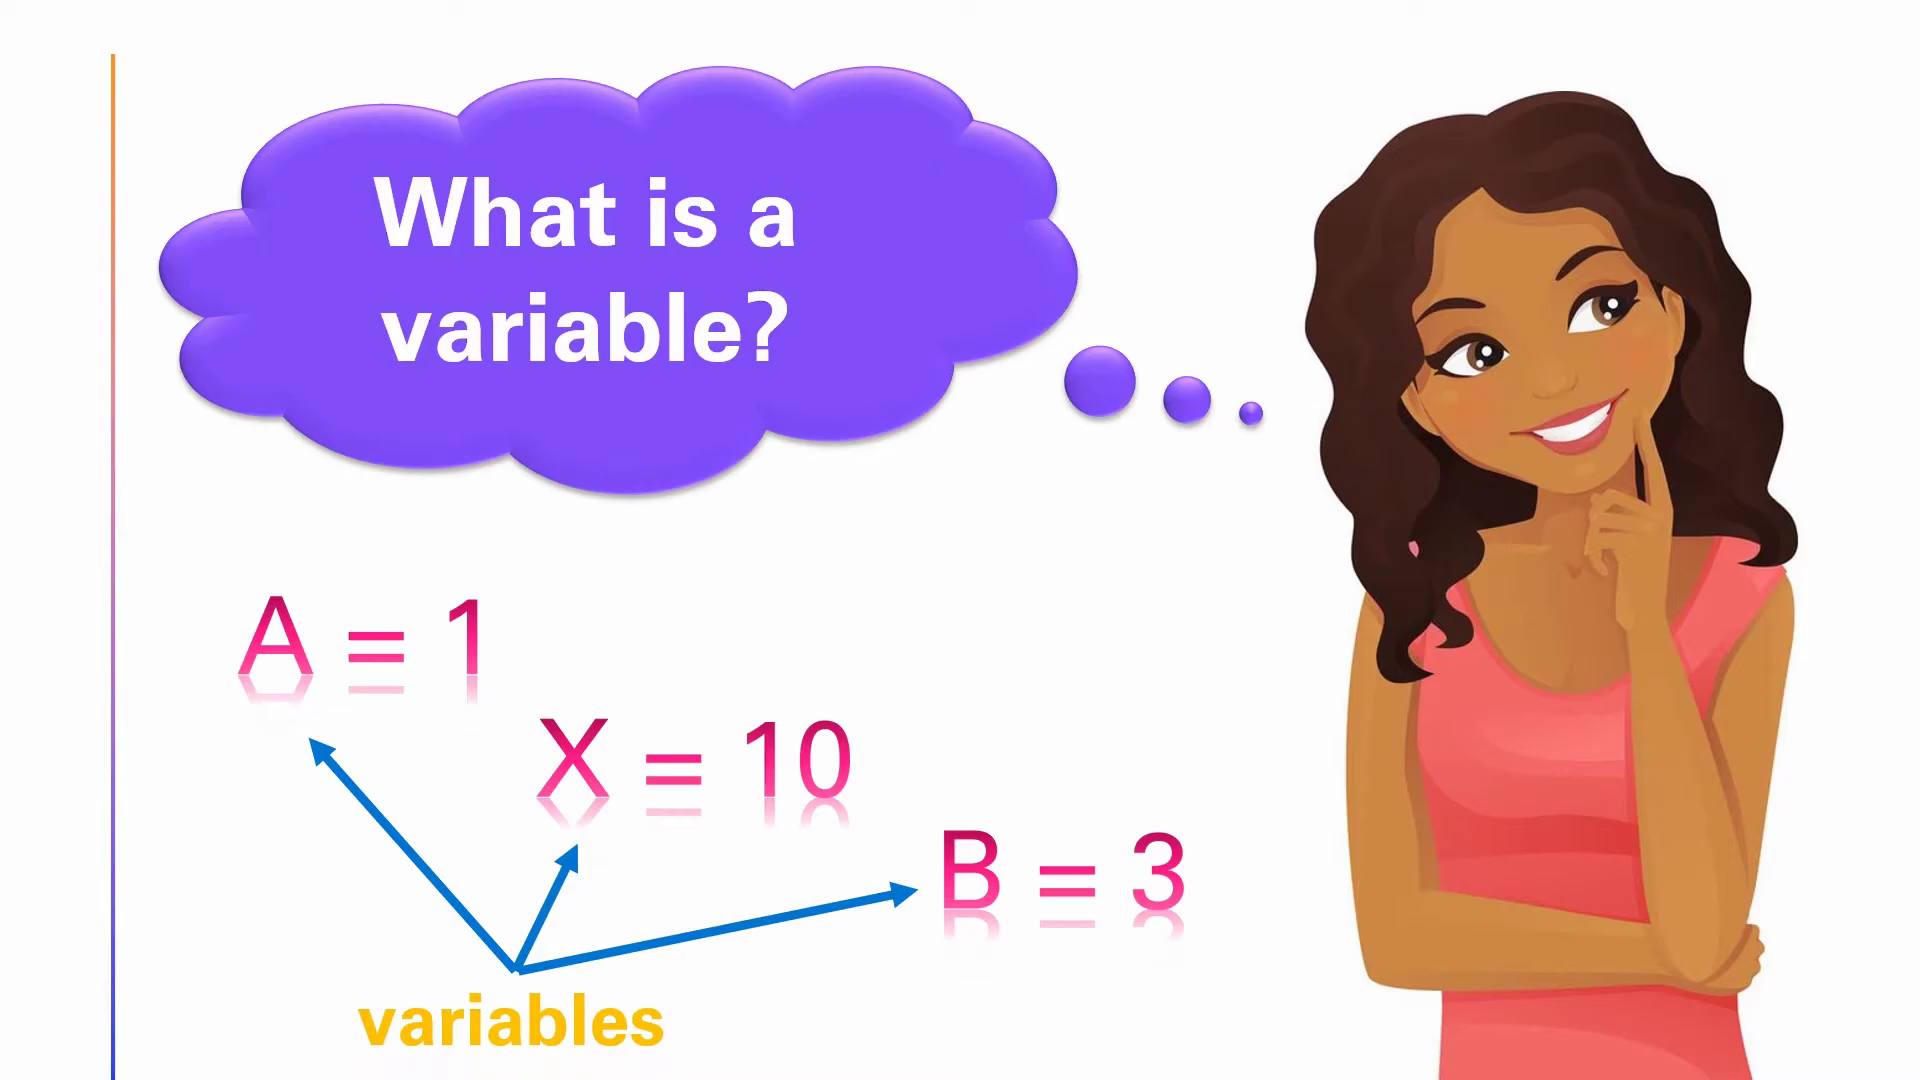 What is a
variable?
A = 1
X = 10
B = 3
variables